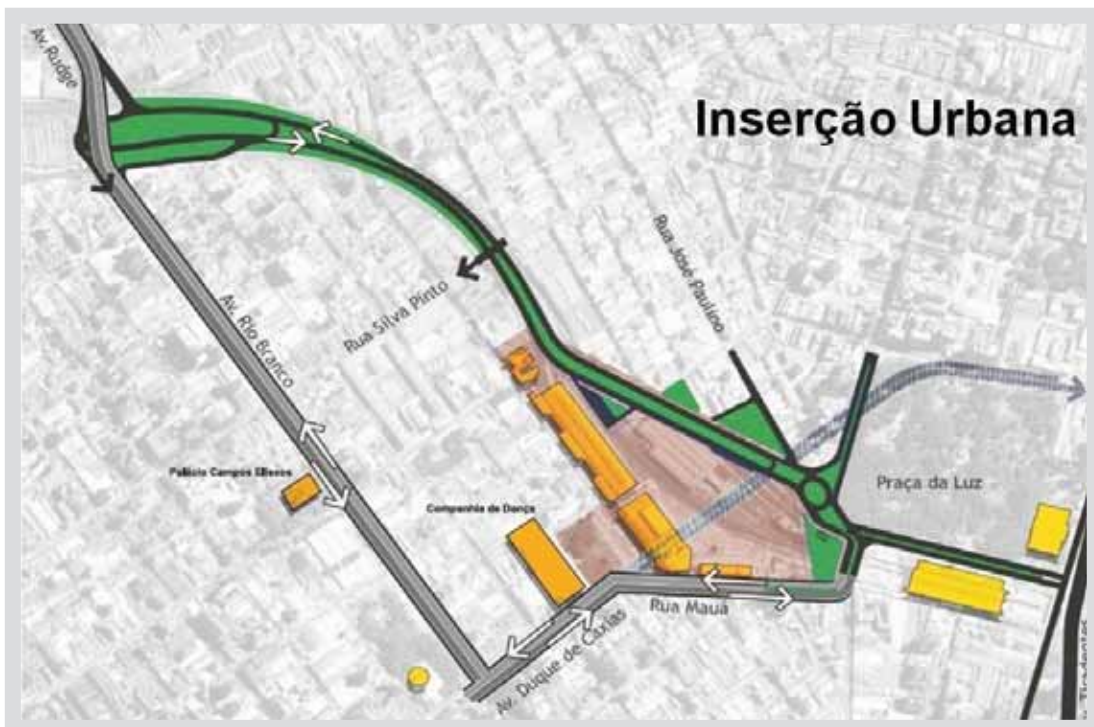 Av. Rudge
Inserção Urbana
Rua José Paulino
Rua Silva Pinto
Av. Rio Branco
Palácio Campos Elíseos
Praça da Luz
Companhia de Dança
Rua Mauá
Av. Duque de Caxias
Tiradentes